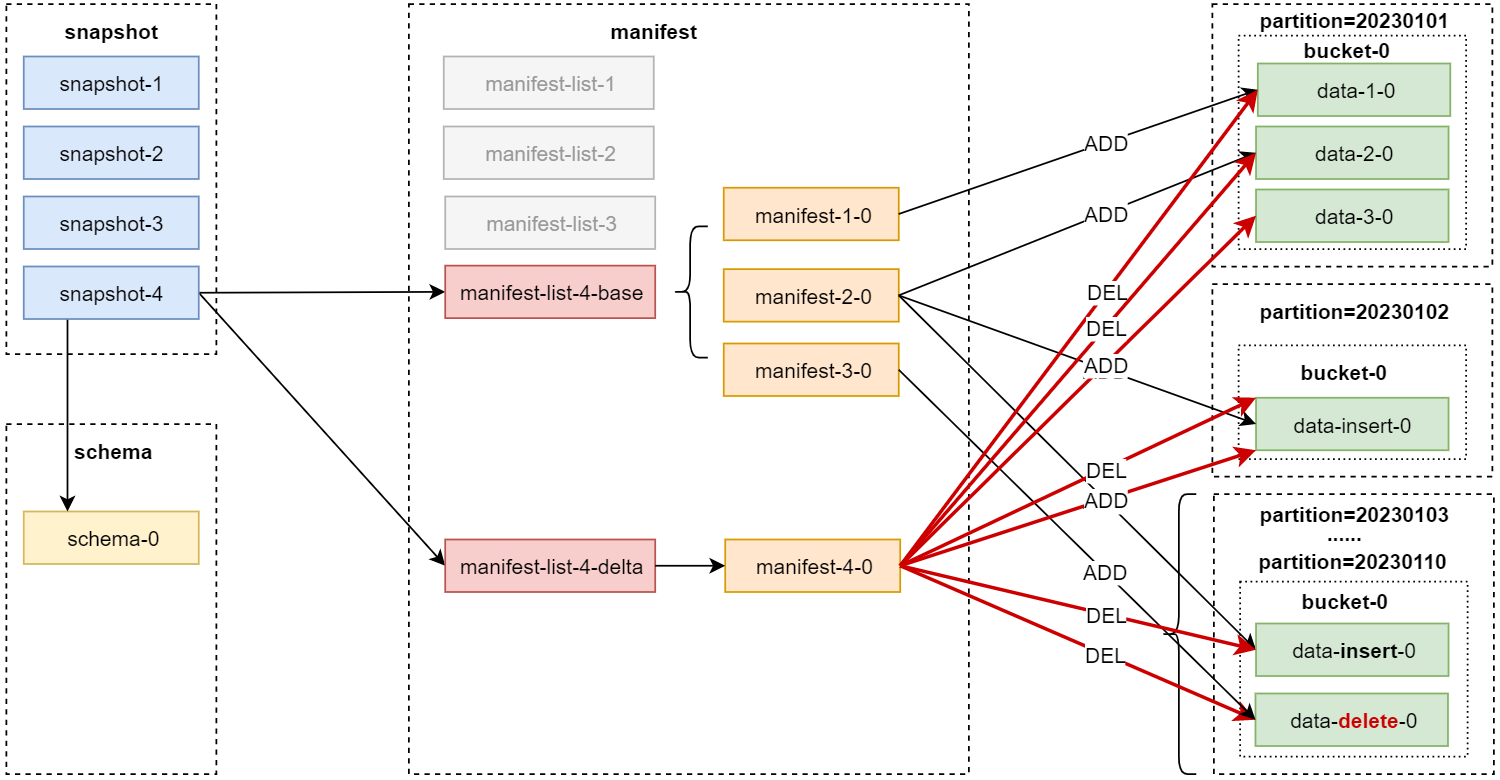 snapshot
snapshot-1
snapshot-2
snapshot-3
snapshot-4
schema
schema-0
manifest
manifest-list-1
manifest-list-2
manifest-list-3
manifest-list-4-base
manifest-list-4-delta
manifest-1-0
manifest-2-0
manifest-3-0
manifest-4-0
ADD
ADD
DEL
DEL
ADD
DEL
ADD
ADD
DEL
DEL
partition=20230101
bucket-0
data-1-0
data-2-0
data-3-0
partition=20230102
bucket-0
data-insert-0
partition=20230103
......
partition=20230110
bucket-0
data-insert-0
data-delete-0